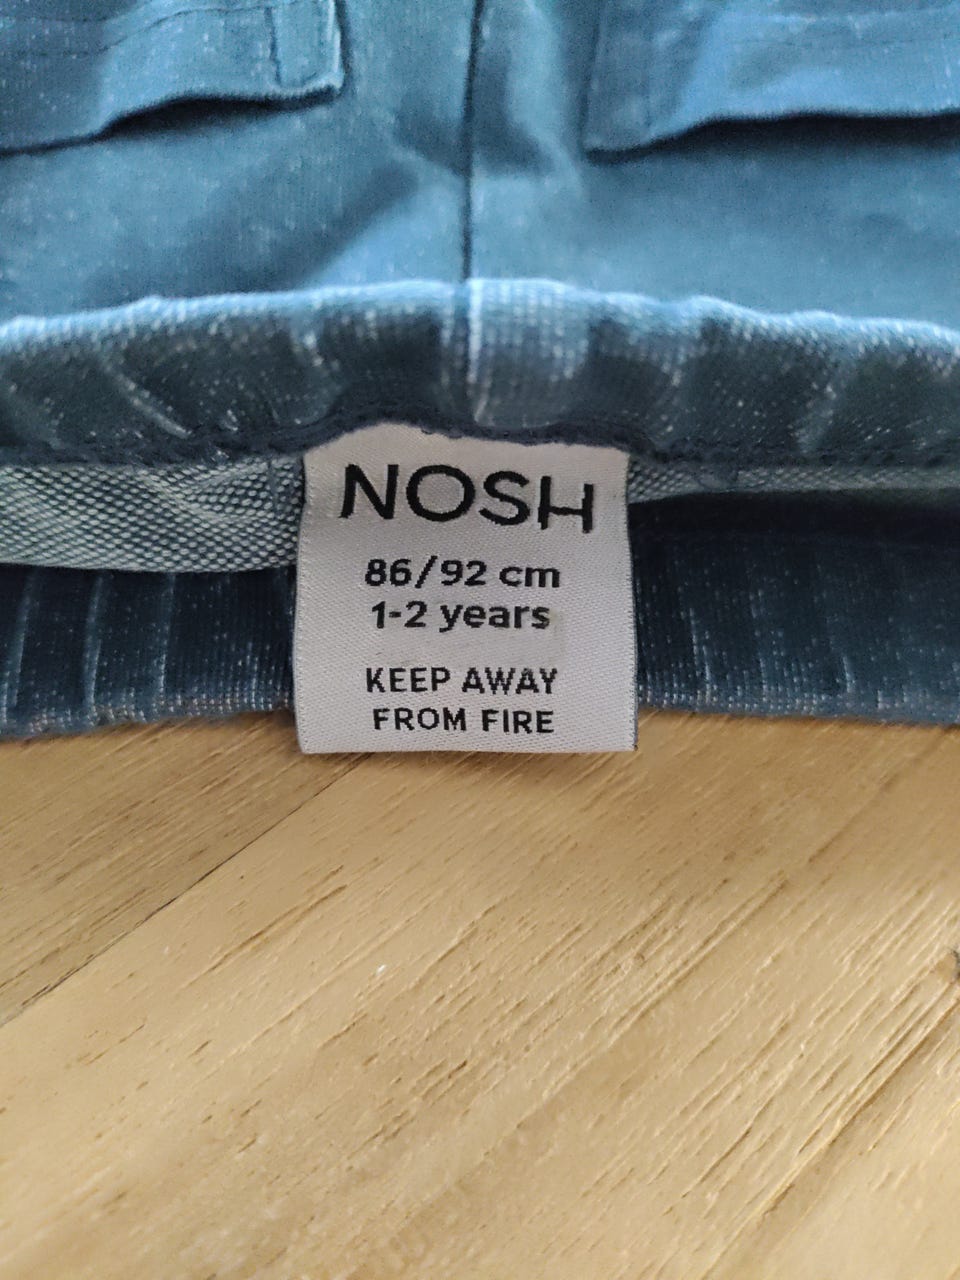 NOSH
86/92 cm
1-2 years
KEEP AWAY
FROM FIRE